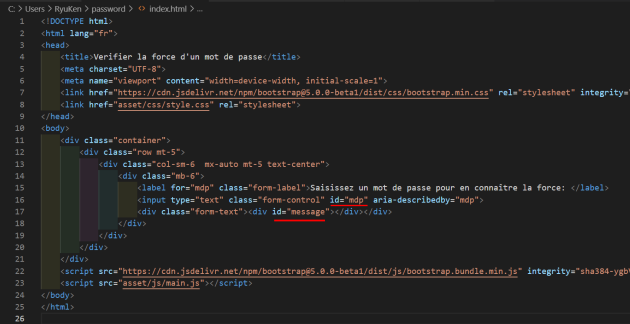 C: > Users > RyuKen > password > <> index.html > ...
1 <!DOCTYPE html>
2 <html lang="fr">
3 <head>
4 <title>Verifier la force d'un mot de passe</title>
5 <meta charset="UTF-8">
6 <meta name="viewport" content="width=device-width, initial-scale=1">
7 <link href="https://cdn.jsdelivr.net/npm/bootstrap@5.0.0-beta1/dist/css/bootstrap.min.css" rel="stylesheet" integrity="
8 <link href="asset/css/style.css" rel="stylesheet">
9 </head>
10 <body>
11 <div class="container">
12 <div class="row mt-5">
13 <div class="col-sm-6  mx-auto mt-5 text-center">
14 <div class="mb-6">
15 <label for="mdp" class="form-label">Saisissez un mot de passe pour en connaitre la force: </label>
16 <input type="text" class="form-control" id="mdp" aria-describedby="mdp">
17 <div class="form-text"><div id="message"></div></div>
18 </div>
19 </div>
20 </div>
21 </div>
22 <script src="https://cdn.jsdelivr.net/npm/bootstrap@5.0.0-beta1/dist/js/bootstrap.bundle.min.js" integrity="sha384-ygb
23 <script src="asset/js/main.js"></script>
24 </body>
25 </html>
26